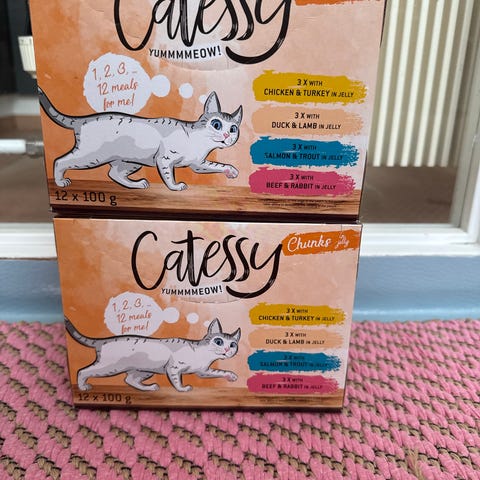 Catessy
YUMMMMEOW!
1, 2, 3, ..
12 meals
for me!
3 X WITH
CHICKEN & TURKEY IN JELLY
3 X WITH
DUCK & LAMB IN JELLY
3 X WITH
SALMON & TROUT IN JELLY
3 X WITH
BEEF & RABBIT IN JELLY
12 x 100 g
Catessy
Chunks in jelly
YUMMMMEOW!
1, 2, 3, ..
12 meals
for me!
3 X WITH
CHICKEN & TURKEY IN JELLY
3 X WITH
DUCK & LAMB IN JELLY
3 X WITH
SALMON & TROUT IN JELLY
3 X WITH
BEEF & RABBIT IN JELLY
12 x 100 g